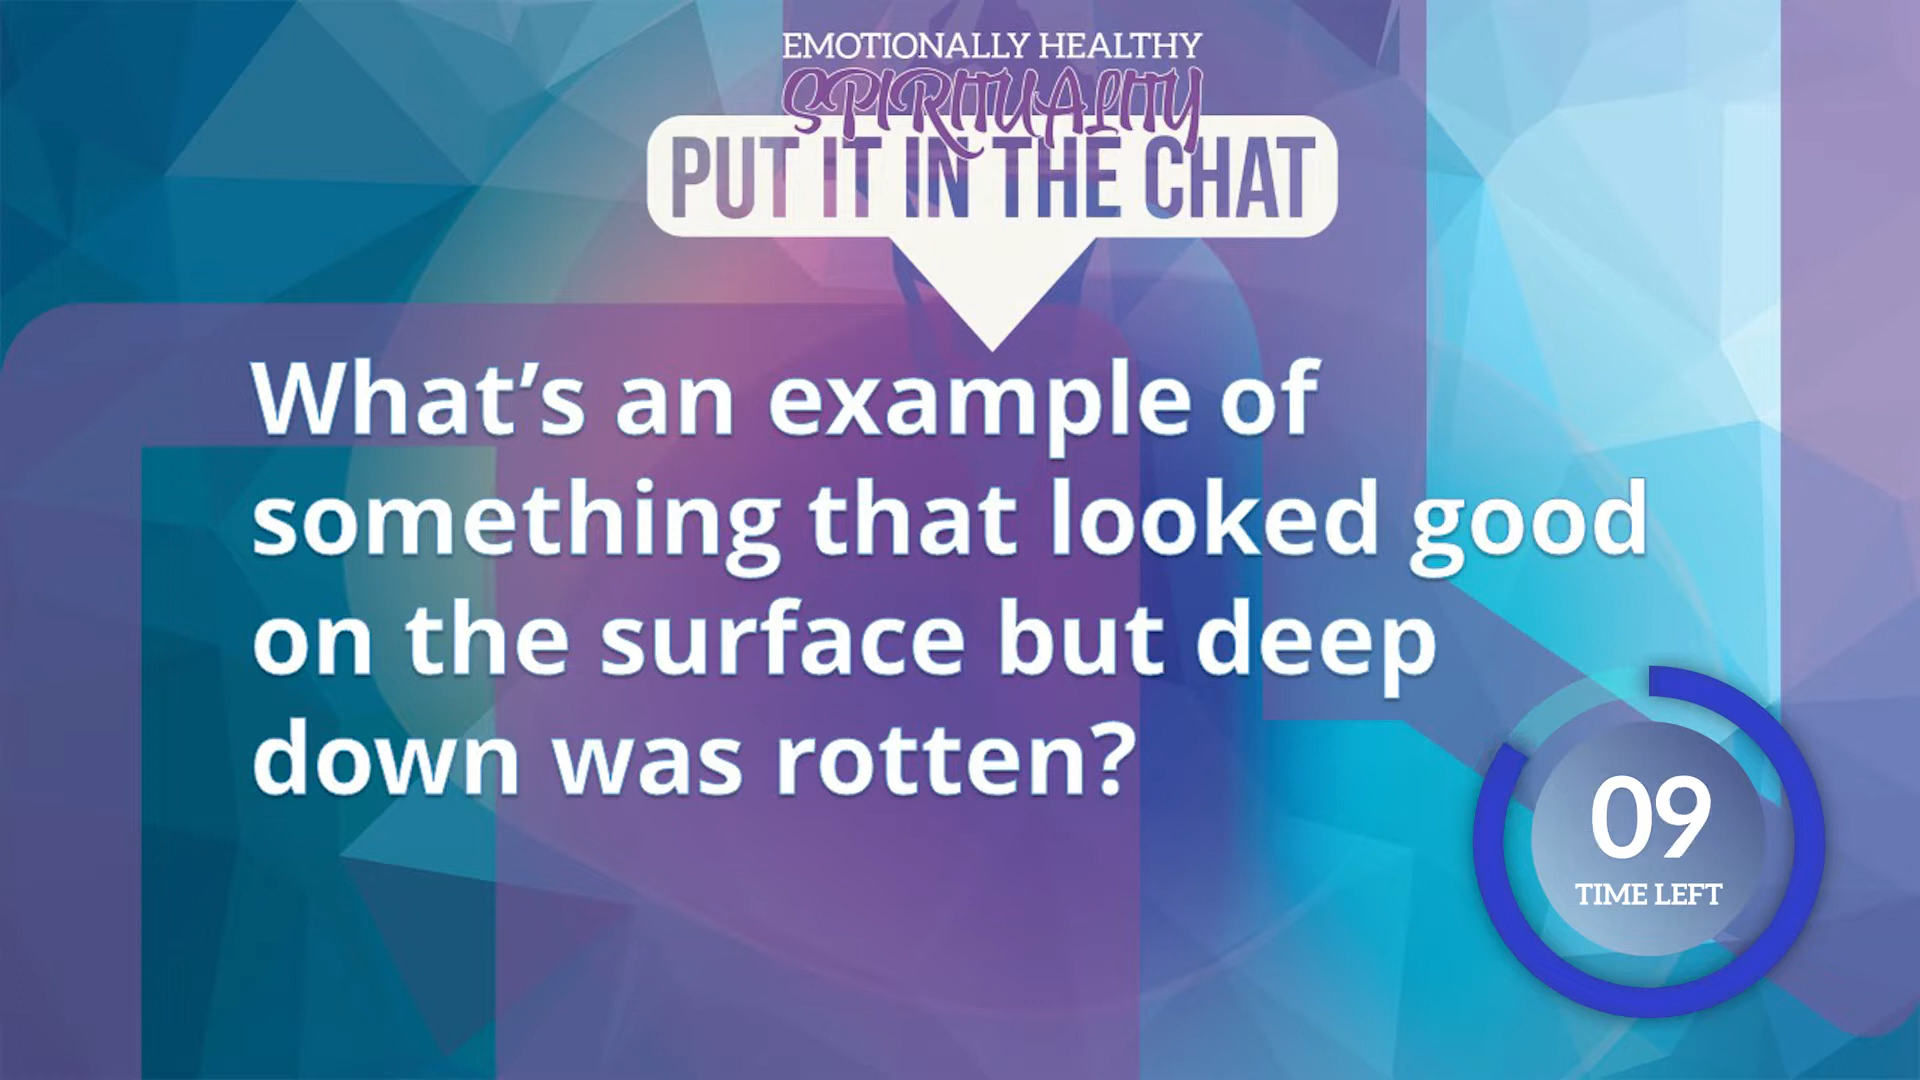 EMOTIONALLY HEALTHY
SPIRITUALITY
PUT IT IN THE CHAT
What’s an example of
something that looked good
on the surface but deep
down was rotten?
09
TIME LEFT